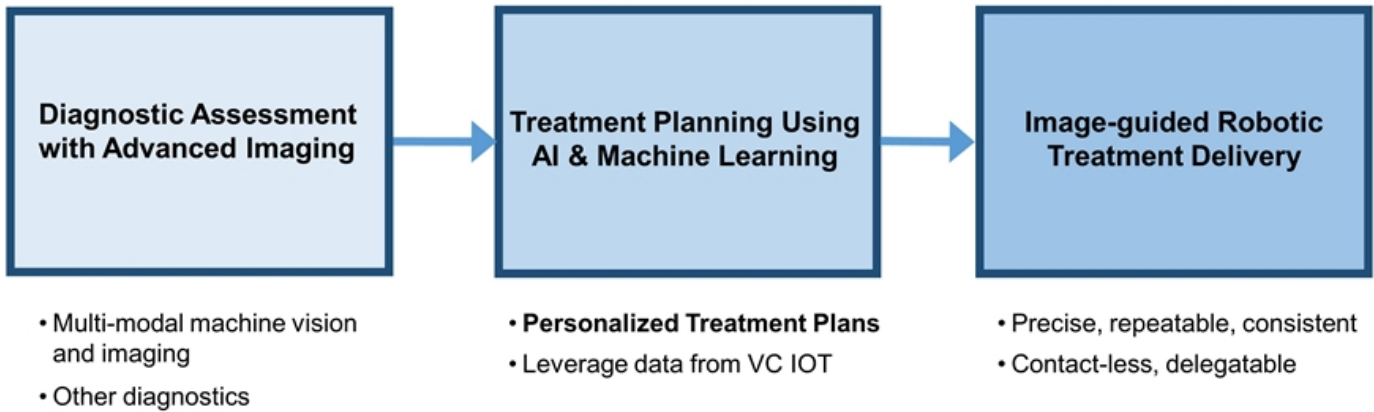 Diagnostic Assessment
with Advanced Imaging
Treatment Planning Using
AI & Machine Learning
Image-guided Robotic
Treatment Delivery
• Multi-modal machine vision
and imaging
• Other diagnostics
• Personalized Treatment Plans
• Leverage data from VC IOT
• Precise, repeatable, consistent
• Contact-less, delegatable